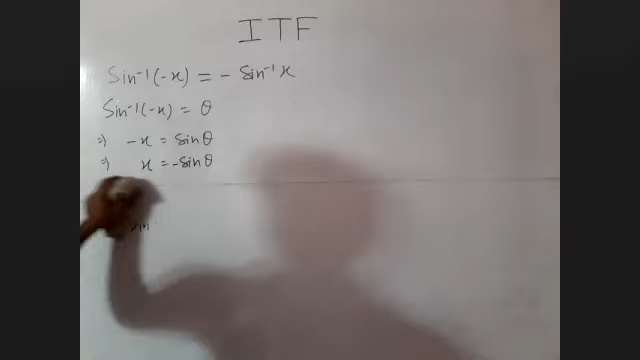 ITF
Sin⁻¹(-x) = - Sin⁻¹x
Sin⁻¹(-x) = θ
⇒ -x = Sinθ
⇒ x = -Sinθ